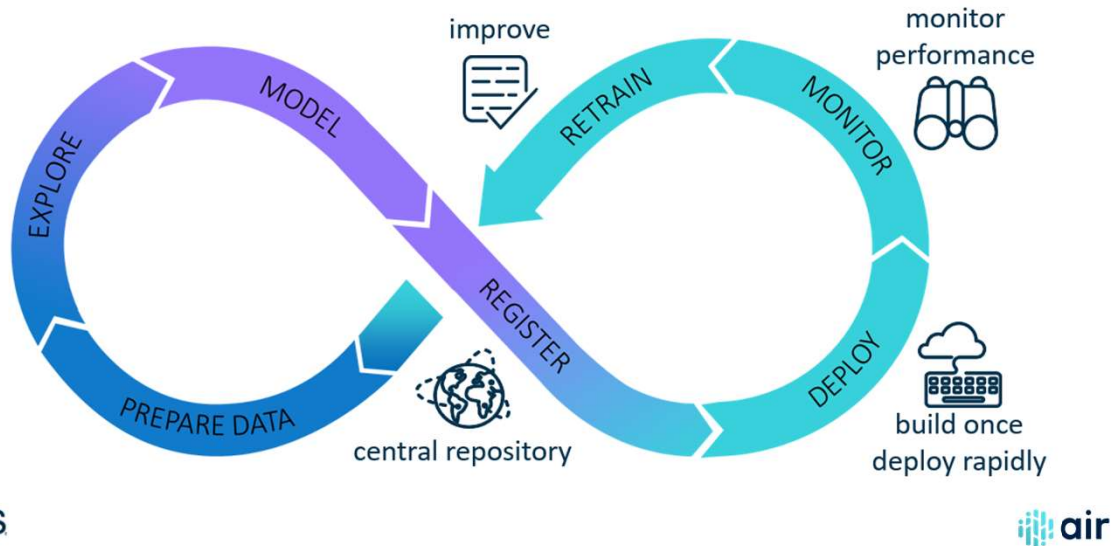 improve
monitor
performance
MODEL
RETRAIN
MONITOR
EXPLORE
REGISTER
DEPLOY
PREPARE DATA
central repository
build once
deploy rapidly
air